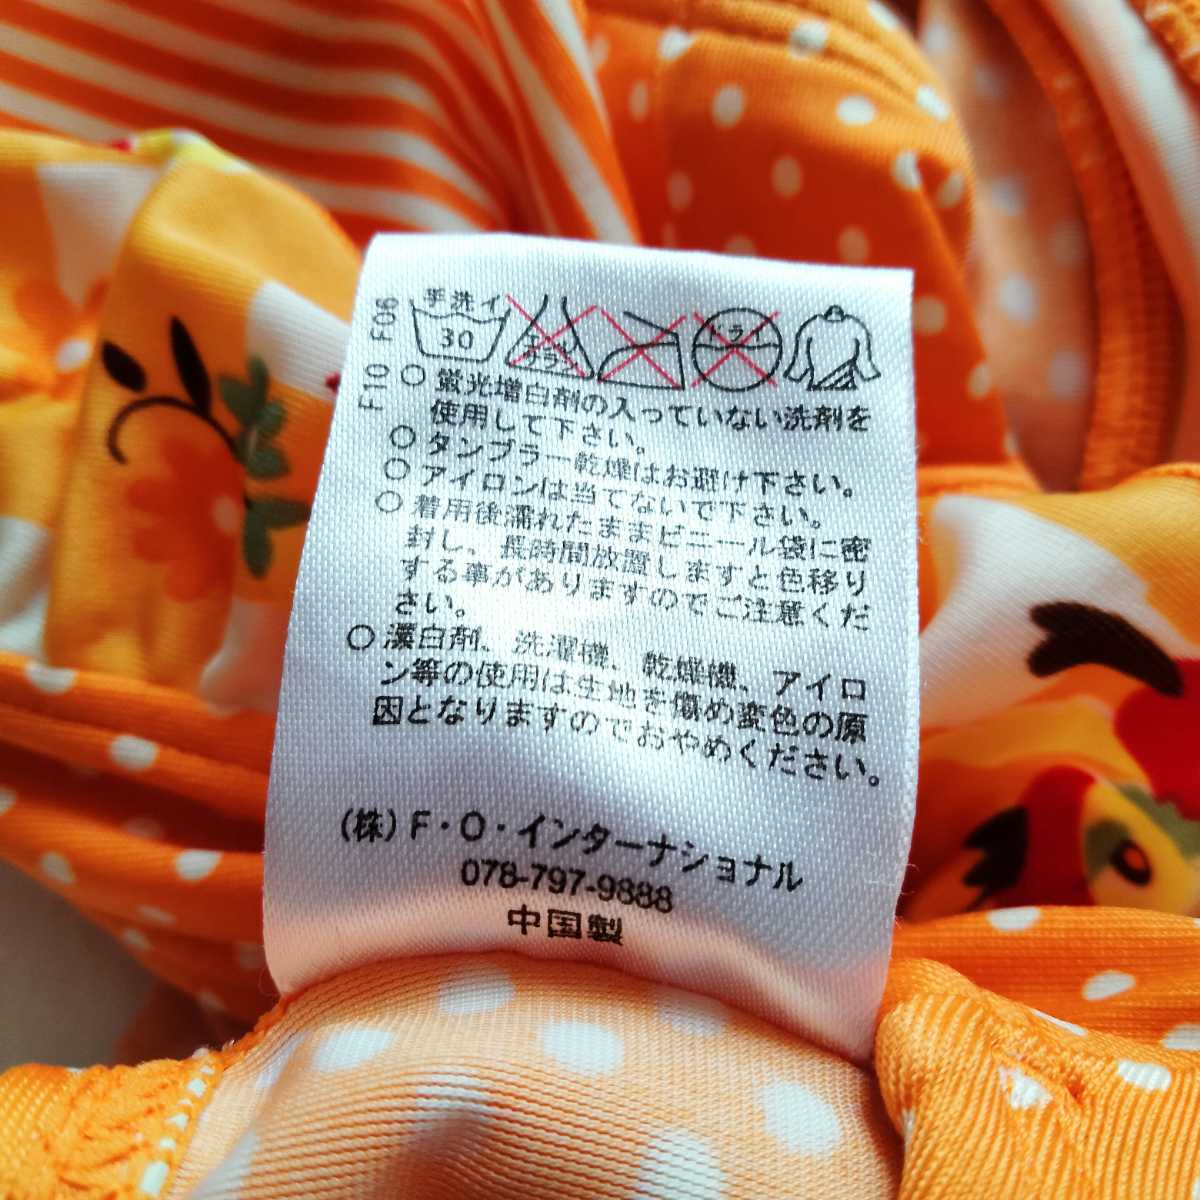 F10 F06
手洗イ
30
エンソ
サラシ
ドライ
○ 蛍光増白剤の入っていない洗剤を
使用して下さい。
○ タンブラー乾燥はお避け下さい。
○ アイロンは当てないで下さい。
○ 着用後濡れたままビニール袋に密
封し、長時間放置しますと色移り
する事がありますのでご注意くだ
さい。
○ 漂白剤、洗濯機、乾燥機、アイロ
ン等の使用は生地を傷め変色の原
因となりますのでおやめください。
(株) F・O・インターナショナル
078-797-9888
中国製